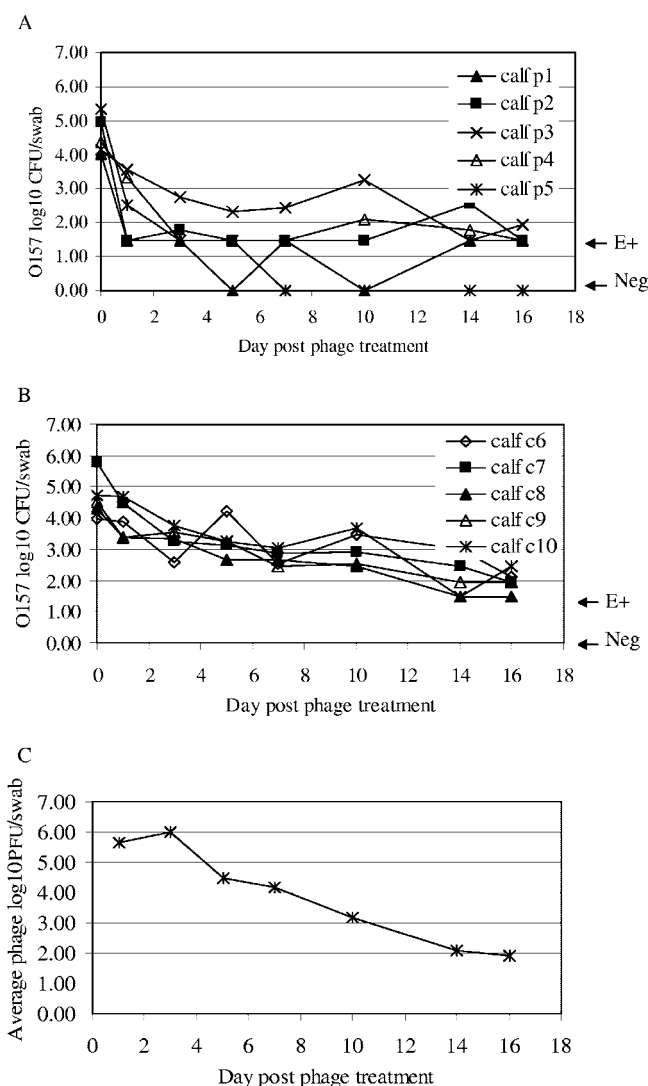 A
O157 log10 CFU/swab
7.00
6.00
5.00
4.00
3.00
2.00
1.00
0.00
0 2 4 6 8 10 12 14 16 18
Day post phage treatment
calf p1
calf p2
calf p3
calf p4
calf p5
E+
Neg
B
O157 log10 CFU/swab
7.00
6.00
5.00
4.00
3.00
2.00
1.00
0.00
0 2 4 6 8 10 12 14 16 18
Day post phage treatment
calf c6
calf c7
calf c8
calf c9
calf c10
E+
Neg
C
Average phage log10PFU/swab
7.00
6.00
5.00
4.00
3.00
2.00
1.00
0.00
0 2 4 6 8 10 12 14 16 18
Day post phage treatment